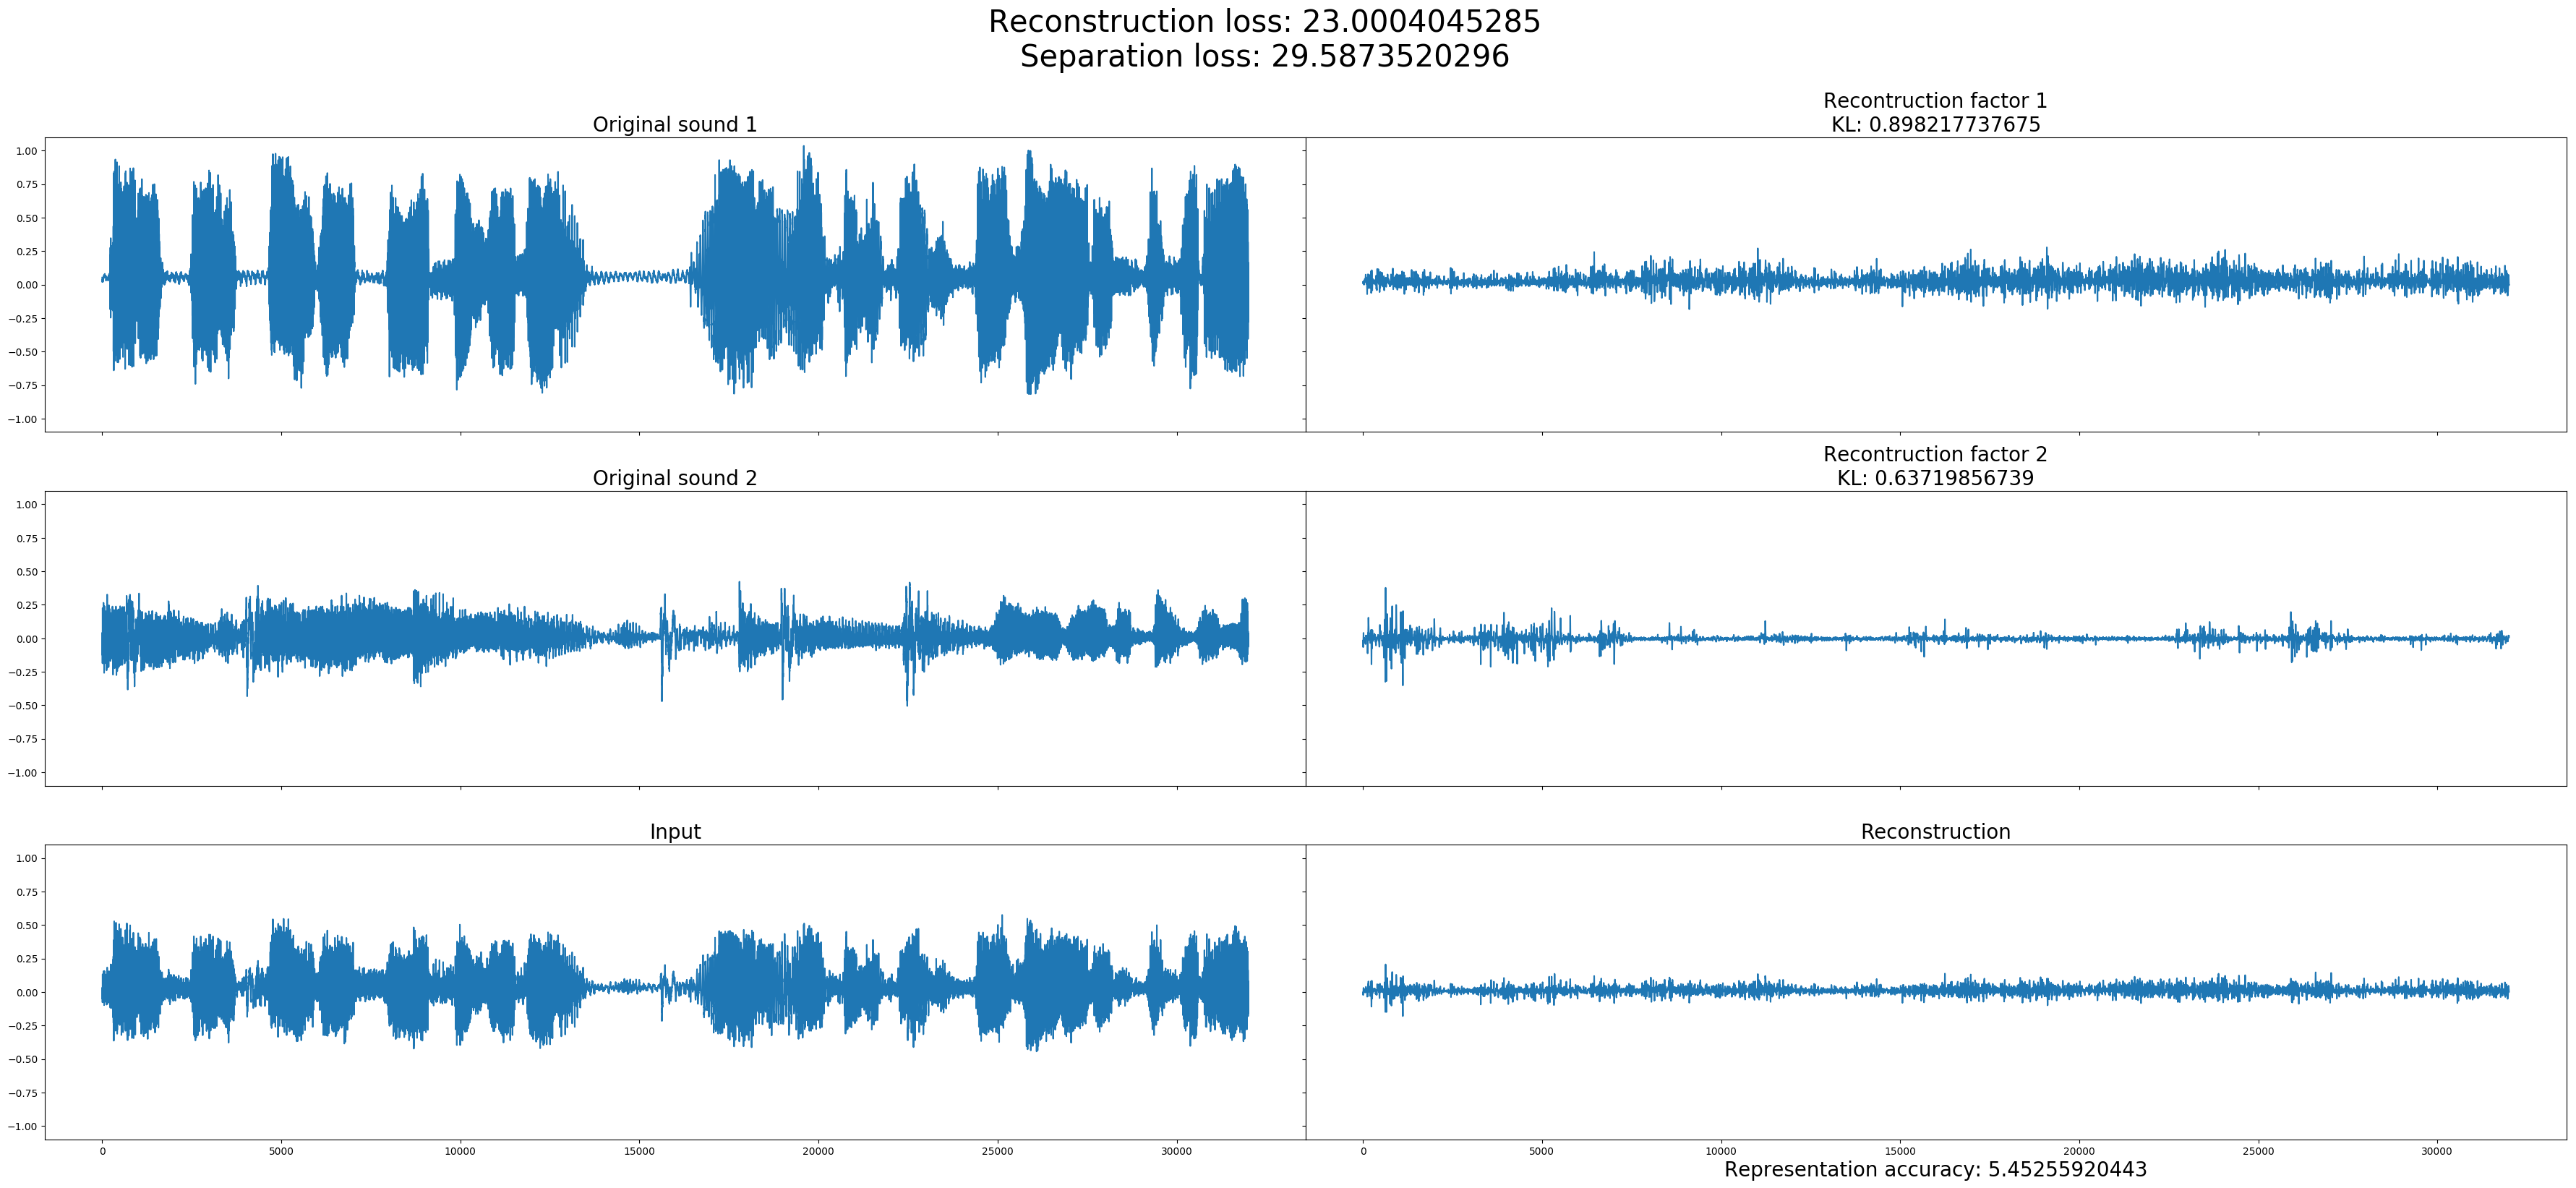 Reconstruction loss: 23.0004045285
Separation loss: 29.5873520296
Original sound 1
Recontruction factor 1
KL: 0.898217737675
1.00
0.75
0.50
0.25
0.00
−0.25
−0.50
−0.75
−1.00
Original sound 2
Recontruction factor 2
KL: 0.63719856739
1.00
0.75
0.50
0.25
0.00
−0.25
−0.50
−0.75
−1.00
Input
Reconstruction
1.00
0.75
0.50
0.25
0.00
−0.25
−0.50
−0.75
−1.00
0 5000 10000 15000 20000 25000 30000 0 5000 10000 15000 20000 25000 30000
Representation accuracy: 5.45255920443